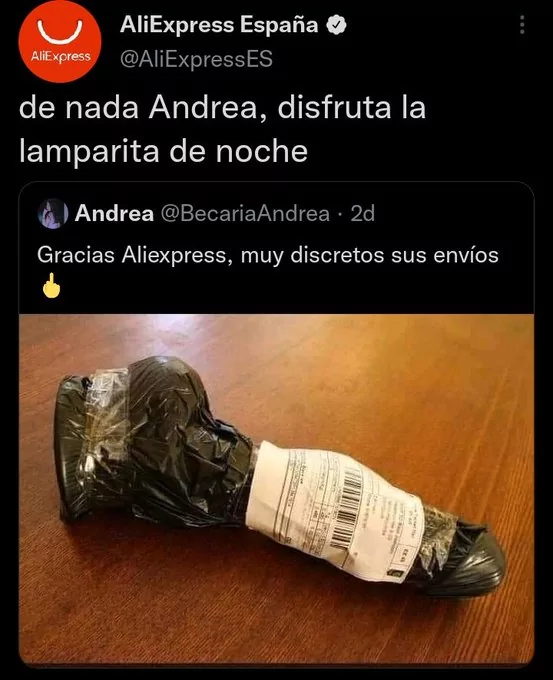 AliExpress España
AliExpress
@AliExpressES
de nada Andrea, disfruta la
lamparita de noche
Andrea @BecariaAndrea · 2d
Gracias Aliexpress, muy discretos sus envíos
🖕